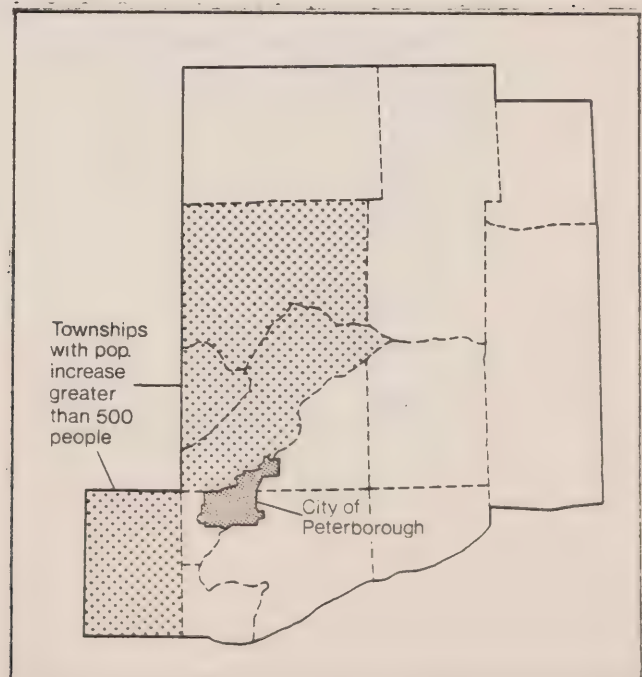 Townships
with pop.
increase
greater
than 500
people
City of
Peterborough